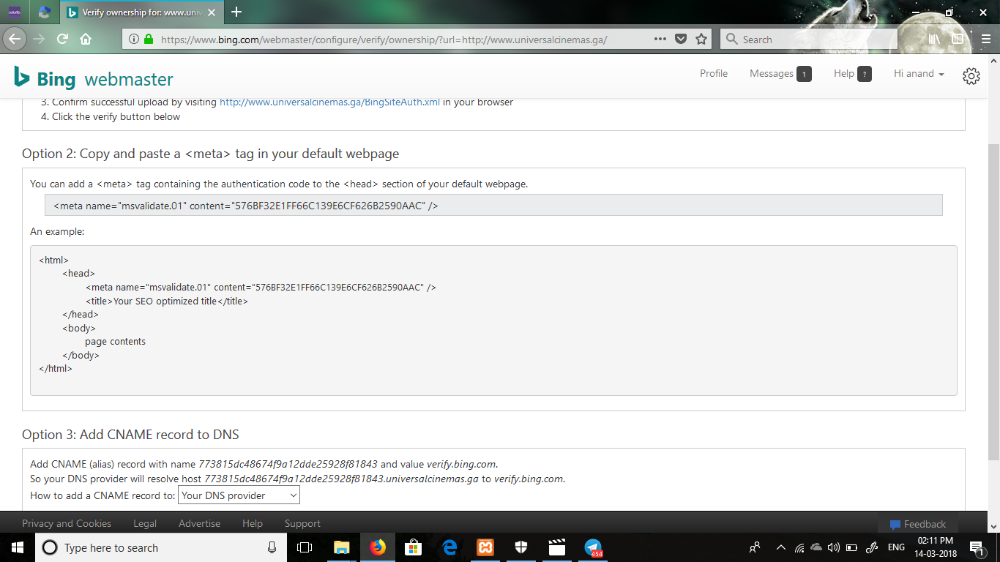 colorlib
Verify ownership for: www.univ
https://www.bing.com/webmaster/configure/verify/ownership/?url=http://www.universalcinemas.ga/
Search
Bing webmaster
Profile
Messages 1
Help ?
Hi anand
3. Confirm successful upload by visiting http://www.universalcinemas.ga/BingSiteAuth.xml in your browser
4. Click the verify button below
Option 2: Copy and paste a <meta> tag in your default webpage
You can add a <meta> tag containing the authentication code to the <head> section of your default webpage.
<meta name="msvalidate.01" content="576BF32E1FF66C139E6CF626B2590AAC" />
An example:
<html>
<head>
<meta name="msvalidate.01" content="576BF32E1FF66C139E6CF626B2590AAC" />
<title>Your SEO optimized title</title>
</head>
<body>
page contents
</body>
</html>
Option 3: Add CNAME record to DNS
Add CNAME (alias) record with name 773815dc48674f9a12dde25928f81843 and value verify.bing.com.
So your DNS provider will resolve host 773815dc48674f9a12dde25928f81843.universalcinemas.ga to verify.bing.com.
How to add a CNAME record to: Your DNS provider
Privacy and Cookies
Legal
Advertise
Help
Support
Feedback
Type here to search
454
ENG
02:11 PM
14-03-2018
1